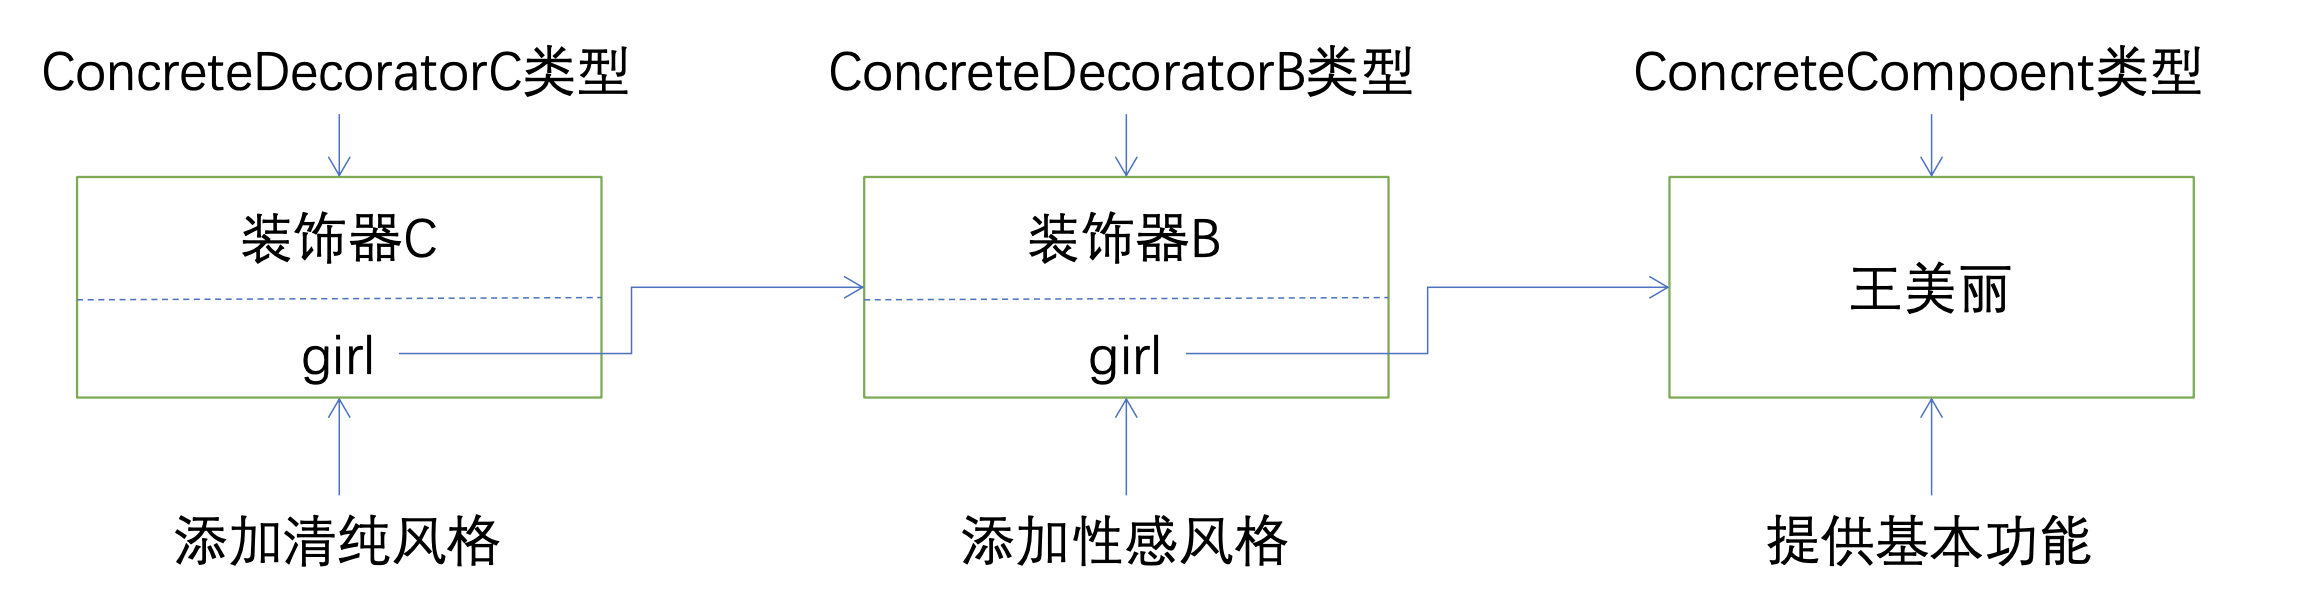 ConcreteDecoratorC类型
ConcreteDecoratorB类型
ConcreteCompoent类型
装饰器C
装饰器B
王美丽
girl
girl
添加清纯风格
添加性感风格
提供基本功能